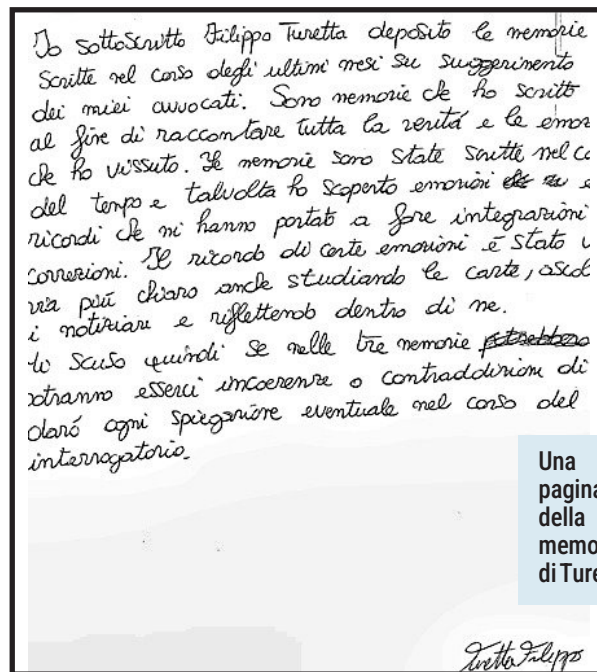 Io sottoscritto Filippo Turetta deposito le memorie
scritte nel corso degli ultimi mesi su suggerimento
dei miei avvocati. Sono memorie che ho scritto
al fine di raccontare tutta la verità e le emoz
che ho vissuto. Le memorie sono state scritte nel co
del tempo e talvolta ho scoperto emozioni e
ricordi che mi hanno portato a fare integrazioni
correzioni. Il ricordo di certe emozioni è stato v
via più chiaro anche studiando le carte, ascol
i notiziari e riflettendo dentro di me.
Mi scuso quindi se nelle tre memorie potrebbero
potranno esserci incoerenze o contraddizioni di
darò ogni spiegazione eventuale nel corso del
interrogatorio.
Turetta Filippo
Una
pagina
della
memo
di Ture